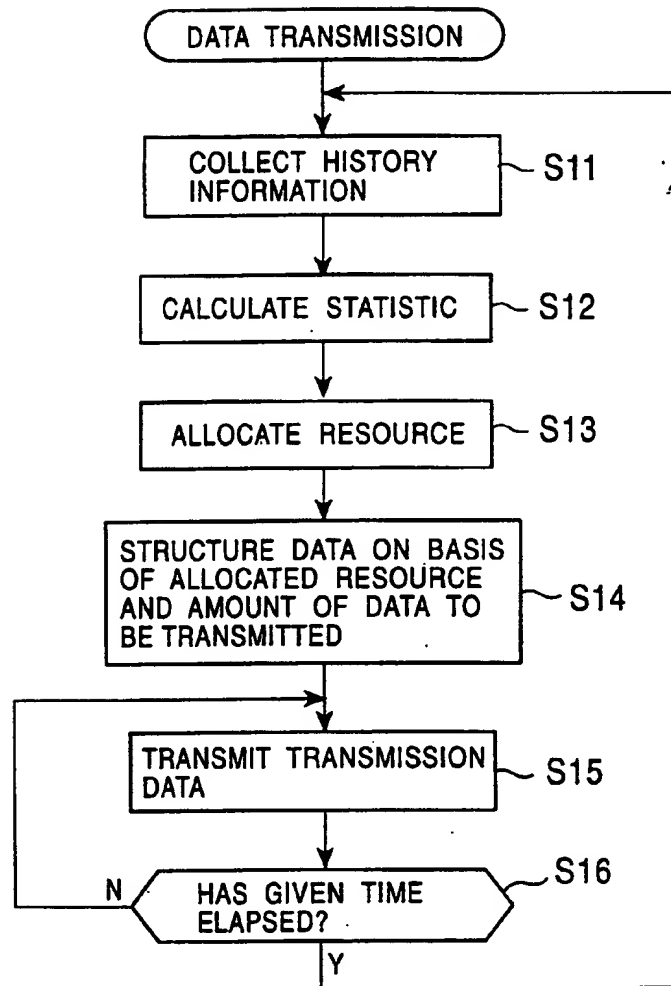 DATA TRANSMISSION
COLLECT HISTORY
INFORMATION
S11
CALCULATE STATISTIC
S12
ALLOCATE RESOURCE
S13
STRUCTURE DATA ON BASIS
OF ALLOCATED RESOURCE
AND AMOUNT OF DATA TO
BE TRANSMITTED
S14
TRANSMIT TRANSMISSION
DATA
S15
N
HAS GIVEN TIME
ELAPSED?
S16
Y